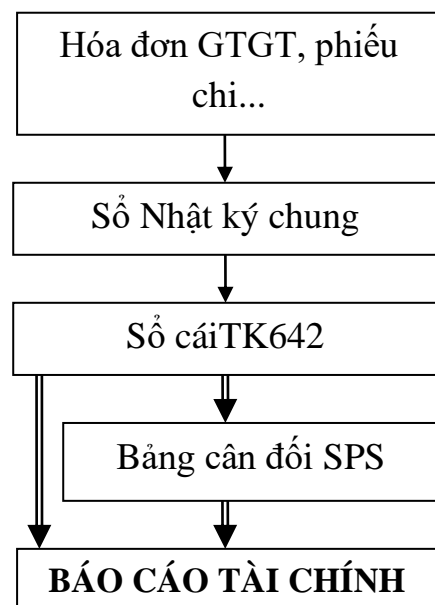 Hóa đơn GTGT, phiếu
chi...
Sổ Nhật ký chung
Sổ cáiTK642
Bảng cân đối SPS
BÁO CÁO TÀI CHÍNH